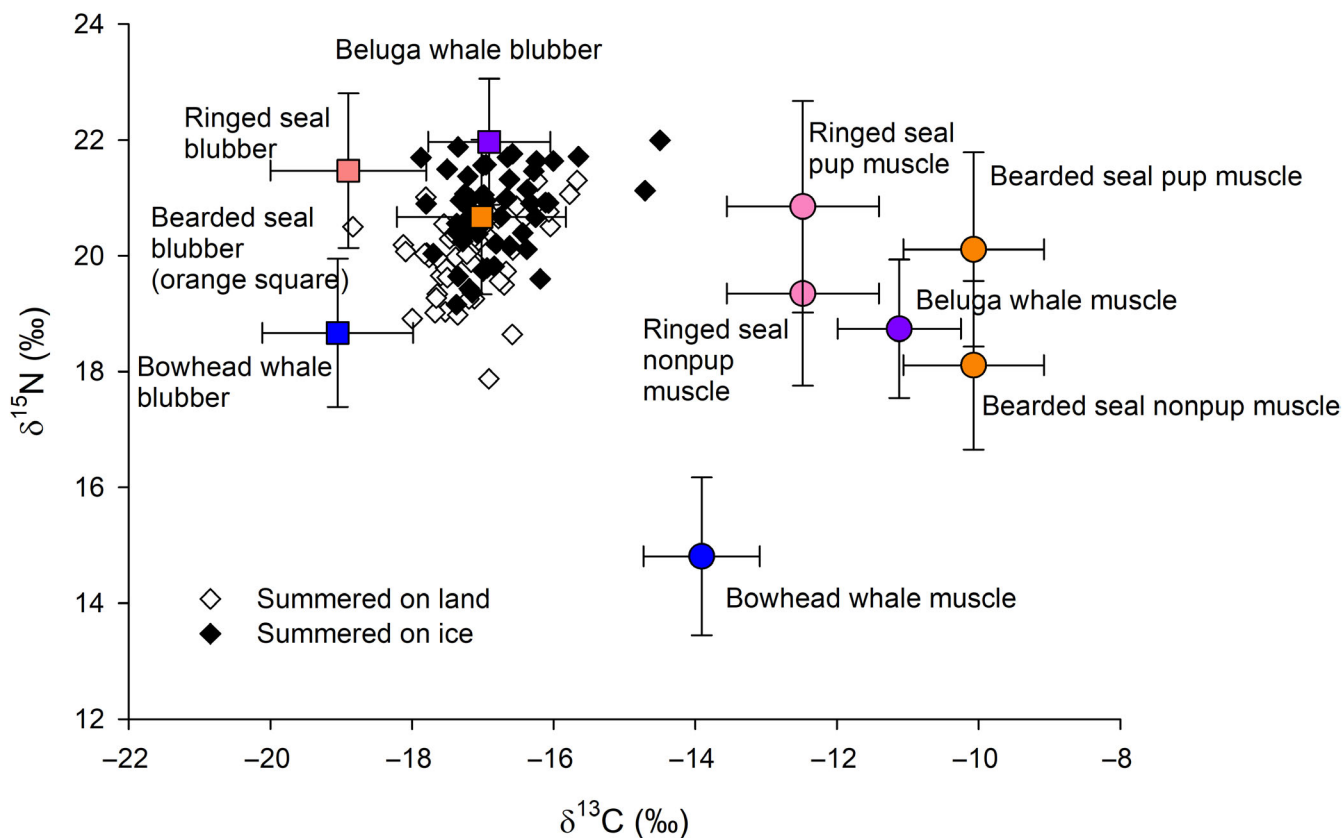 24
22
20
18
16
14
12
δ¹⁵N (‰)
Beluga whale blubber
Ringed seal
blubber
Bearded seal
blubber
(orange square)
Bowhead whale
blubber
Ringed seal
pup muscle
Bearded seal pup muscle
Beluga whale muscle
Ringed seal
nonpup
muscle
Bearded seal nonpup muscle
Bowhead whale muscle
Summered on land
Summered on ice
–22 –20 –18 –16 –14 –12 –10 –8
δ¹³C (‰)